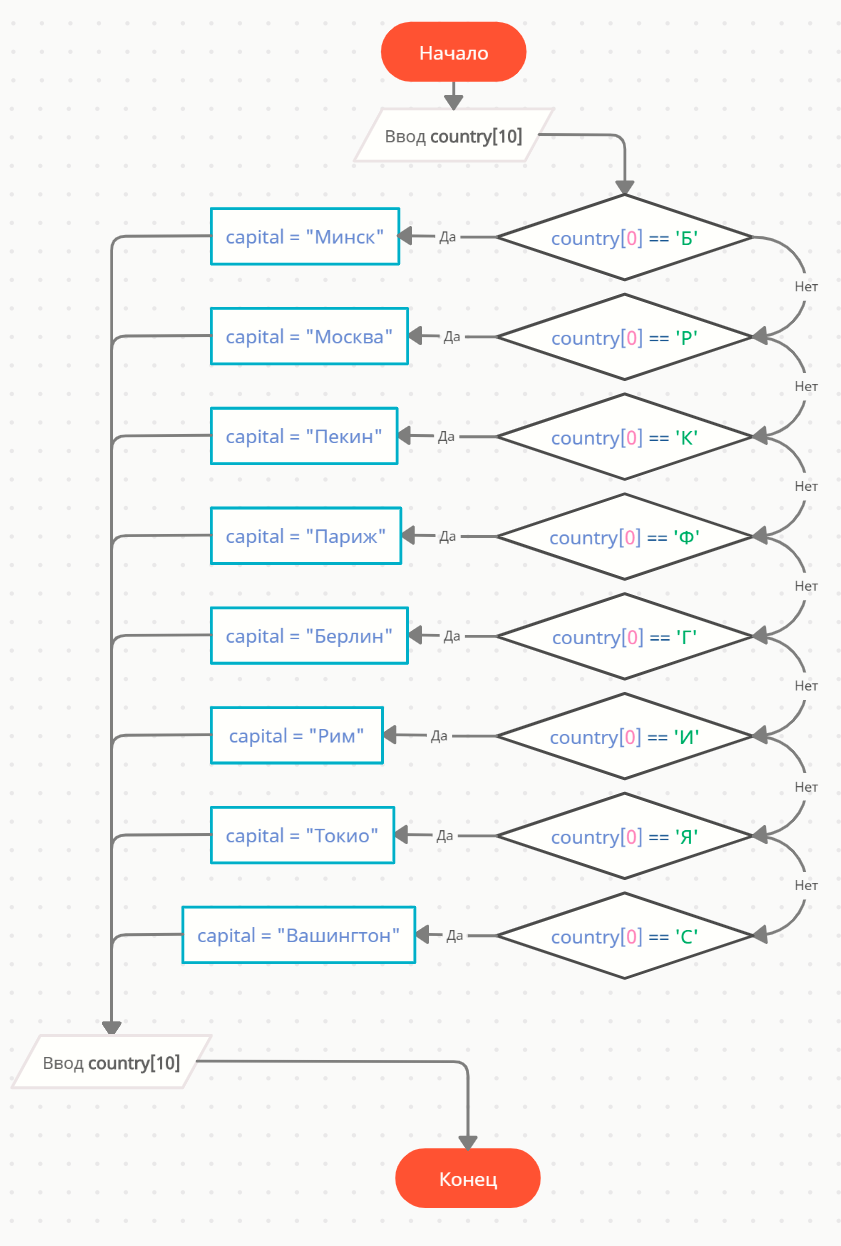 Начало
Ввод country[10]
capital = "Минск"
Да
country[0] == 'Б'
Нет
capital = "Москва"
Да
country[0] == 'Р'
Нет
capital = "Пекин"
Да
country[0] == 'К'
Нет
capital = "Париж"
Да
country[0] == 'Ф'
Нет
capital = "Берлин"
Да
country[0] == 'Г'
Нет
capital = "Рим"
Да
country[0] == 'И'
Нет
capital = "Токио"
Да
country[0] == 'Я'
Нет
capital = "Вашингтон"
Да
country[0] == 'С'
Ввод country[10]
Конец